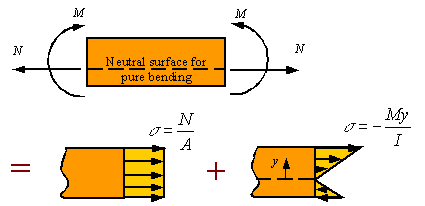 M
M
N
N
Neutral surface for
pure bending
σ = N/A
σ = -My/I
=
+
y